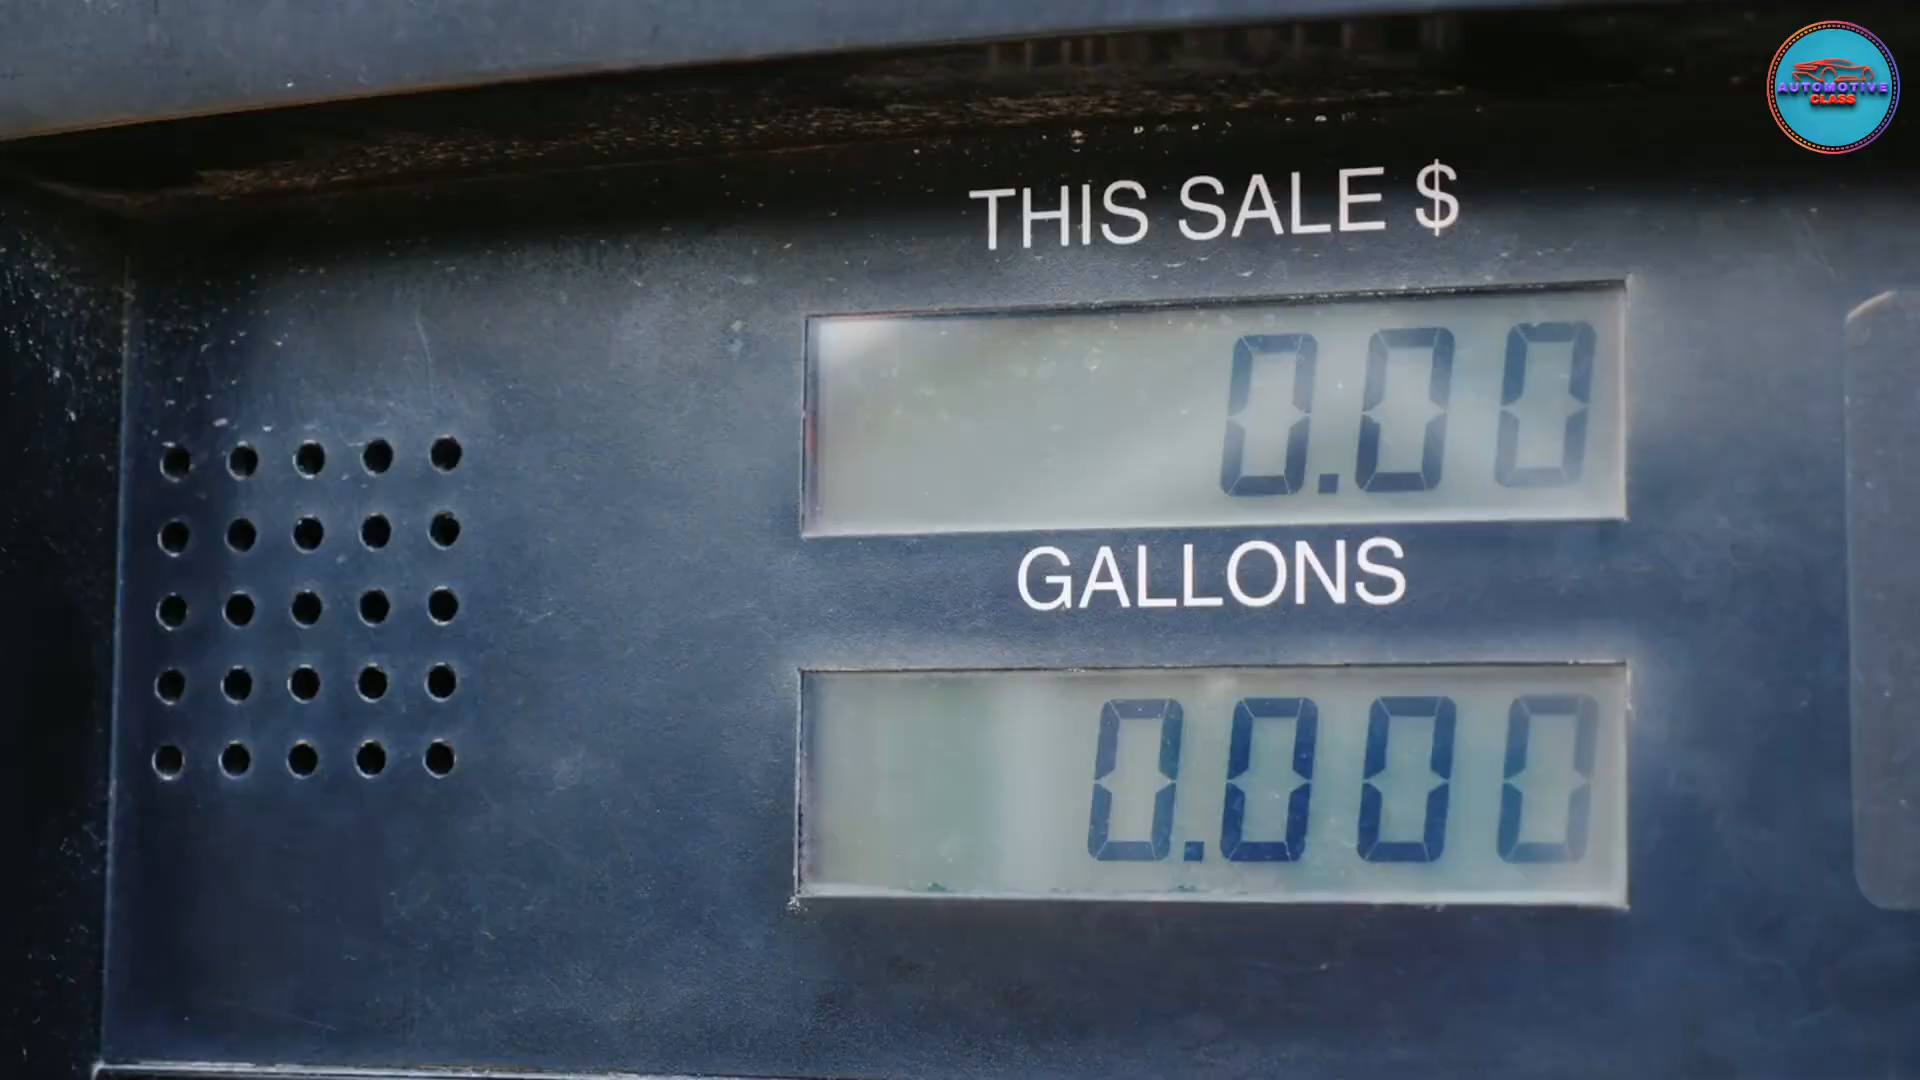 AUTOMOTIVE
CLASS
THIS SALE $
0.00
GALLONS
0.000